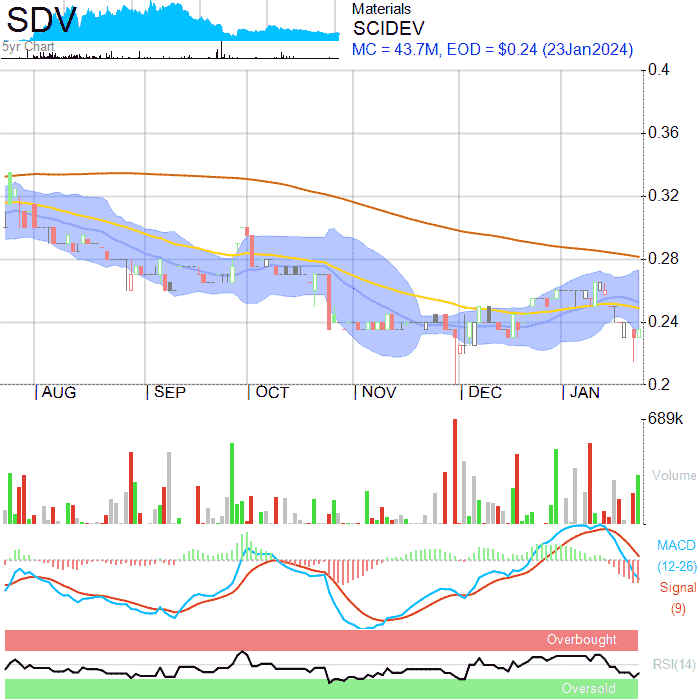 SDV
5yr Chart
Materials
SCIDEV
MC = 43.7M, EOD = $0.24 (23Jan2024)
0.4
0.36
0.32
0.28
0.24
0.2
AUG SEP OCT NOV DEC JAN
689k
Volume
MACD
(12-26)
Signal
(9)
Overbought
RSI(14)
Oversold